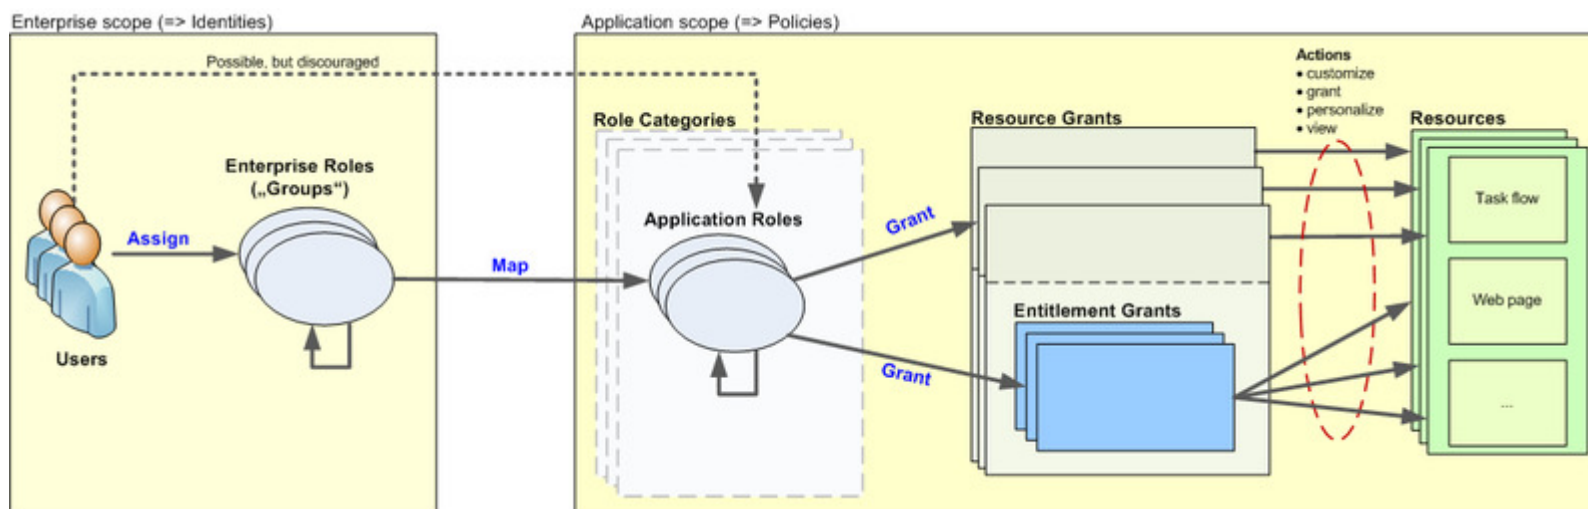 Enterprise scope (=> Identities)
Application scope (=> Policies)
Possible, but discouraged
Actions
• customize
• grant
• personalize
• view
Role Categories
Resource Grants
Resources
Enterprise Roles
(„Groups“)
Application Roles
Grant
Task flow
Assign
Map
Entitlement Grants
Web page
Users
Grant
...